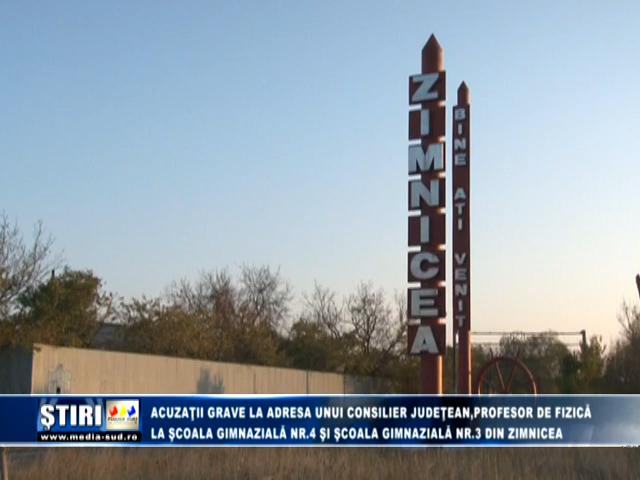 ZIMNICEA
BINE ATI VENIT
ŞTIRI
www.media-sud.ro
ACUZAŢII GRAVE LA ADRESA UNUI CONSILIER JUDEŢEAN,PROFESOR DE FIZICĂ
LA ŞCOALA GIMNAZIALĂ NR.4 ŞI ŞCOALA GIMNAZIALĂ NR.3 DIN ZIMNICEA